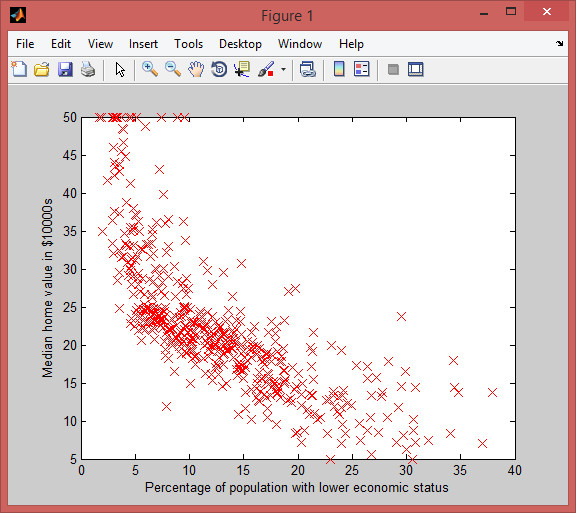 Figure 1
File Edit View Insert Tools Desktop Window Help
50
45
40
35
30
25
20
15
10
5
0 5 10 15 20 25 30 35 40
Median home value in $10000s
Percentage of population with lower economic status